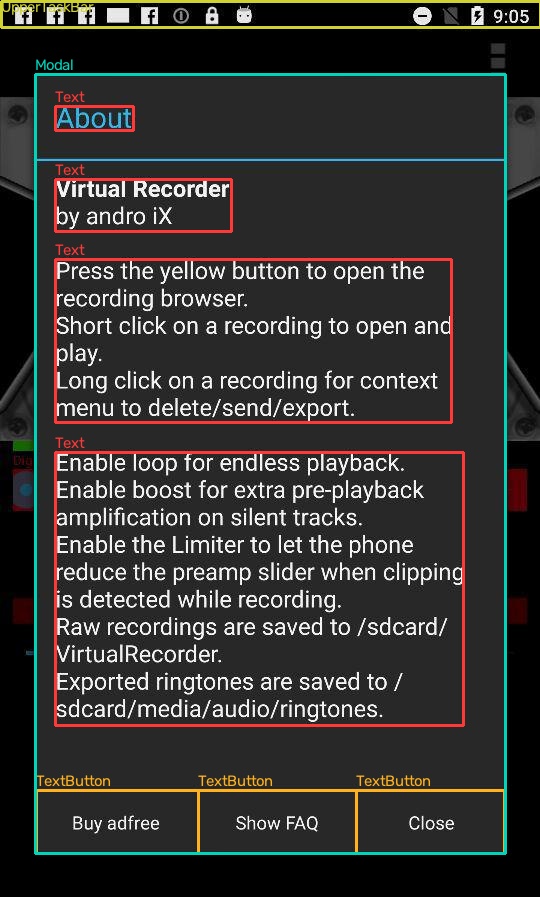 UpperTaskBar
9:05
Modal
Text
About
Text
Virtual Recorder
by andro iX
Text
Press the yellow button to open the
recording browser.
Short click on a recording to open and
play.
Long click on a recording for context
menu to delete/send/export.
Text
Enable loop for endless playback.
Enable boost for extra pre-playback
amplification on silent tracks.
Enable the Limiter to let the phone
reduce the preamp slider when clipping
is detected while recording.
Raw recordings are saved to /sdcard/
VirtualRecorder.
Exported ringtones are saved to /
sdcard/media/audio/ringtones.
TextButton TextButton TextButton
Buy adfree Show FAQ Close